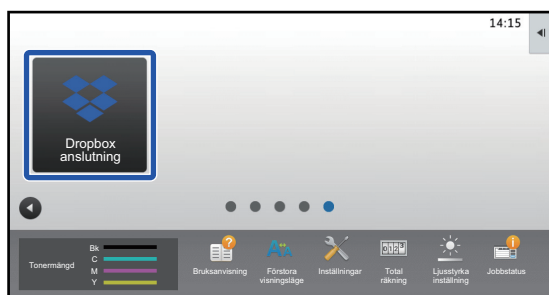 14:15
Dropbox
anslutning
Tonermängd
Bk
C
M
Y
Bruksanvisning
Förstora
visningsläge
Inställningar
Total
räkning
Ljusstyrka
inställning
Jobbstatus